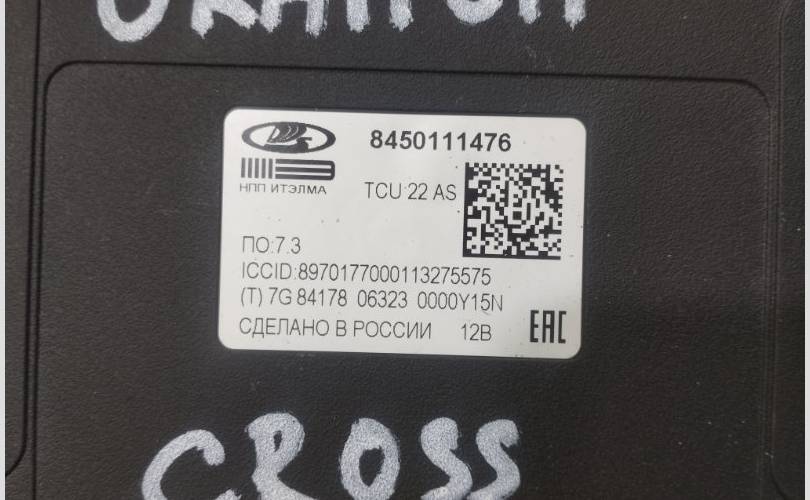 8450111476
НПП ИТЭЛМА
TCU 22 AS
ПО:7.3
ICCID:8970177000113275575
(T) 7G 84178 06323 0000Y15N
СДЕЛАНО В РОССИИ 12В
EAC
CROSS